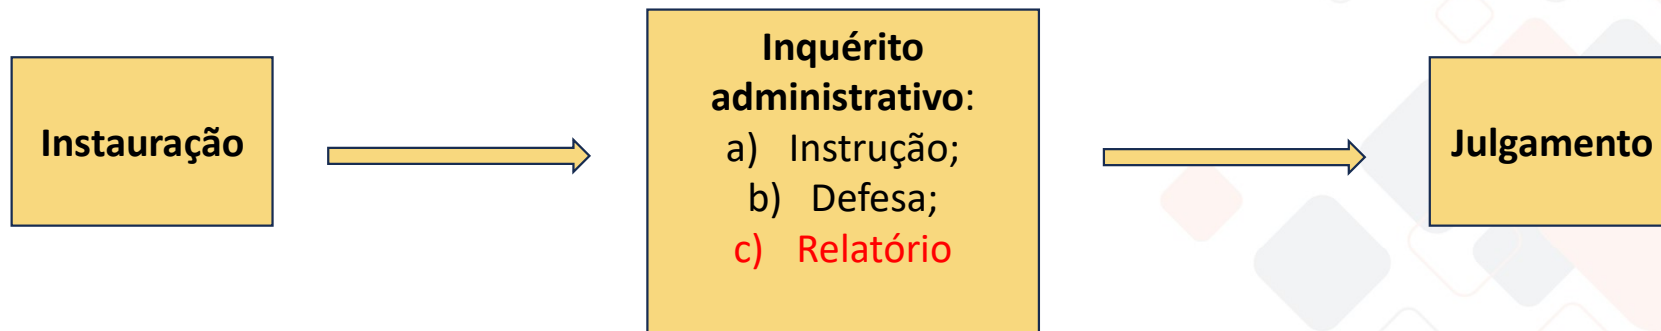 Instauração
Inquérito
administrativo:
a) Instrução;
b) Defesa;
c) Relatório
Julgamento